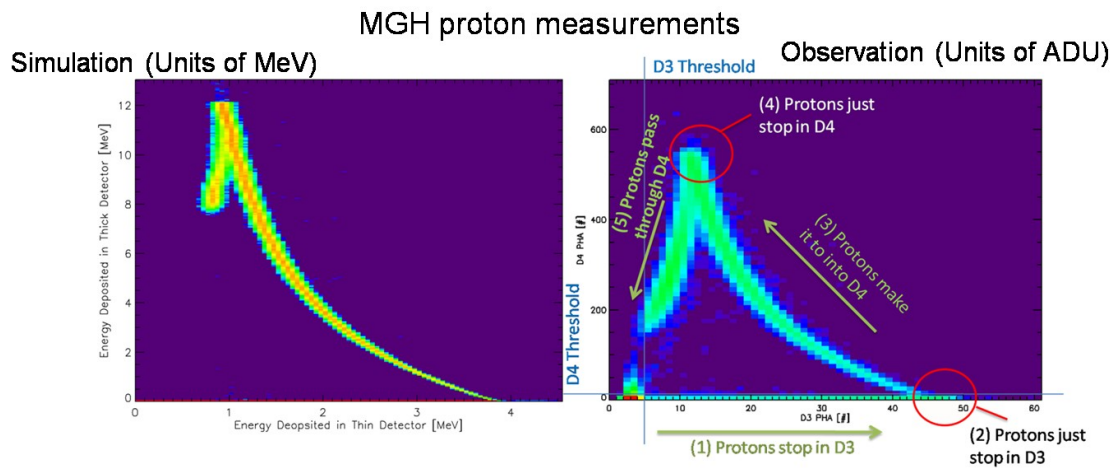 MGH proton measurements
Simulation (Units of MeV)
Observation (Units of ADU)
D3 Threshold
12
10
8
6
4
2
0
Energy Deposited in Thick Detector [MeV]
0
1
2
3
4
Energy Deopsited in Thin Detector [MeV]
D4 Threshold
600
400
200
0
D4 PHA [#]
0
10
20
30
40
50
60
D3 PHA [#]
(4) Protons just
stop in D4
(5) Protons pass
through D4
(3) Protons make
it to into D4
(1) Protons stop in D3
(2) Protons just
stop in D3